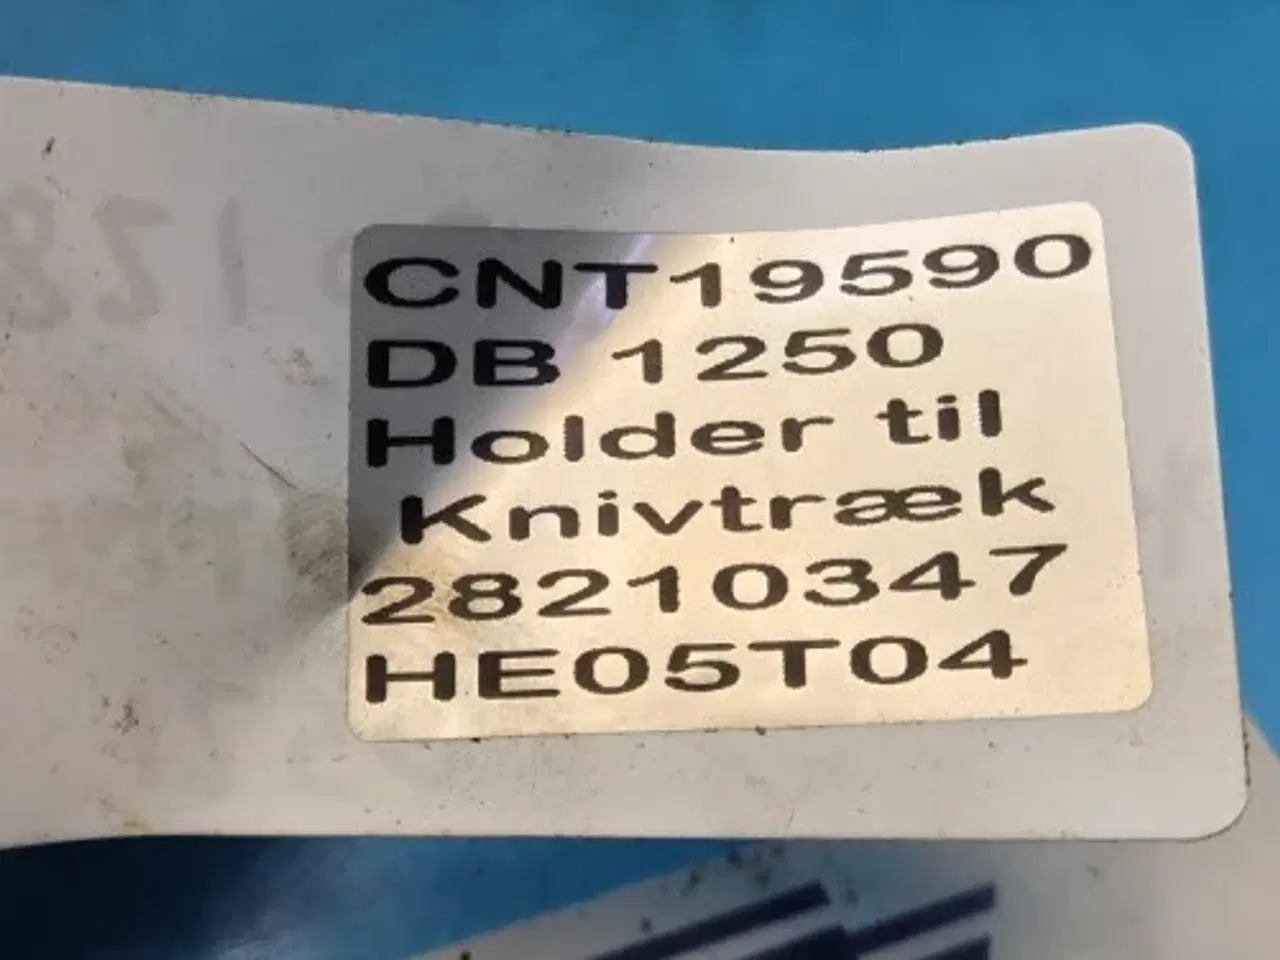 CNT19590
DB 1250
Holder til
Knivtræk
28210347
HE05T04